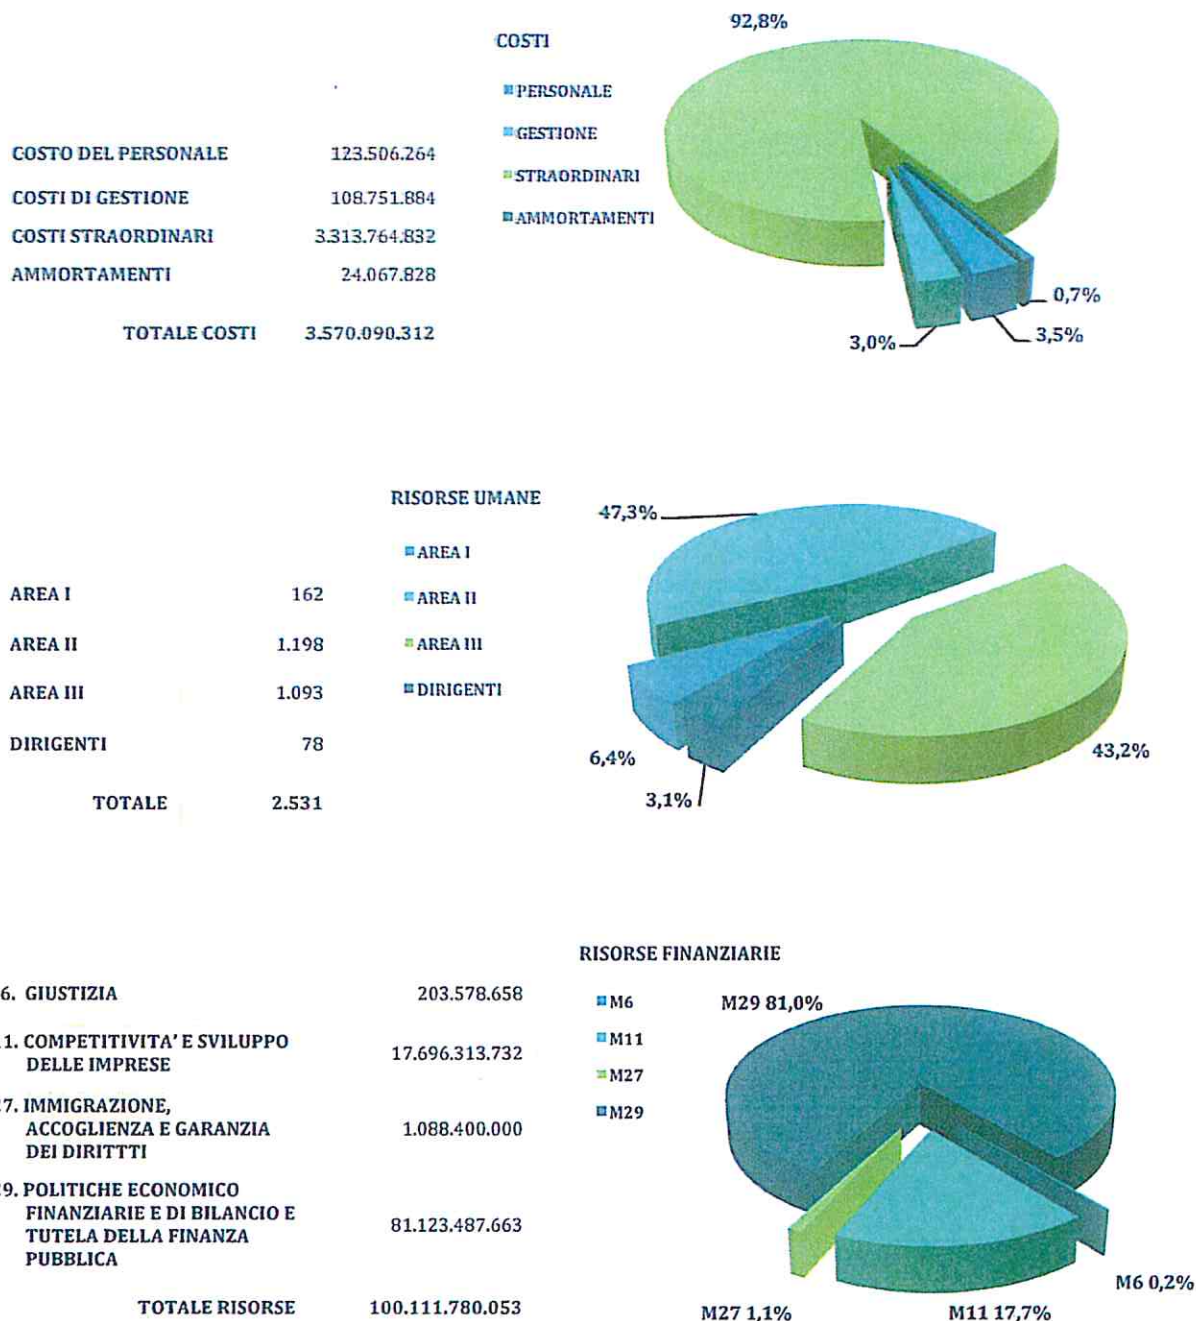 COSTI
92,8%
PERSONALE
GESTIONE
STRAORDINARI
AMMORTAMENTI
COSTO DEL PERSONALE 123.506.264
COSTI DI GESTIONE 108.751.884
COSTI STRAORDINARI 3.313.764.832
AMMORTAMENTI 24.067.828
TOTALE COSTI 3.570.090.312
0,7%
3,5%
3,0%
RISORSE UMANE
47,3%
AREA I
AREA II
AREA III
DIRIGENTI
AREA I 162
AREA II 1.198
AREA III 1.093
DIRIGENTI 78
TOTALE 2.531
43,2%
6,4%
3,1%
RISORSE FINANZIARIE
M6
M11
M27
M29
M29 81,0%
6. GIUSTIZIA 203.578.658
11. COMPETITIVITA' E SVILUPPO
DELLE IMPRESE 17.696.313.732
7. IMMIGRAZIONE,
ACCOGLIENZA E GARANZIA 1.088.400.000
DEI DIRITTTI
9. POLITICHE ECONOMICO
FINANZIARIE E DI BILANCIO E
TUTELA DELLA FINANZA 81.123.487.663
PUBBLICA
TOTALE RISORSE 100.111.780.053
M6 0,2%
M27 1,1%
M11 17,7%